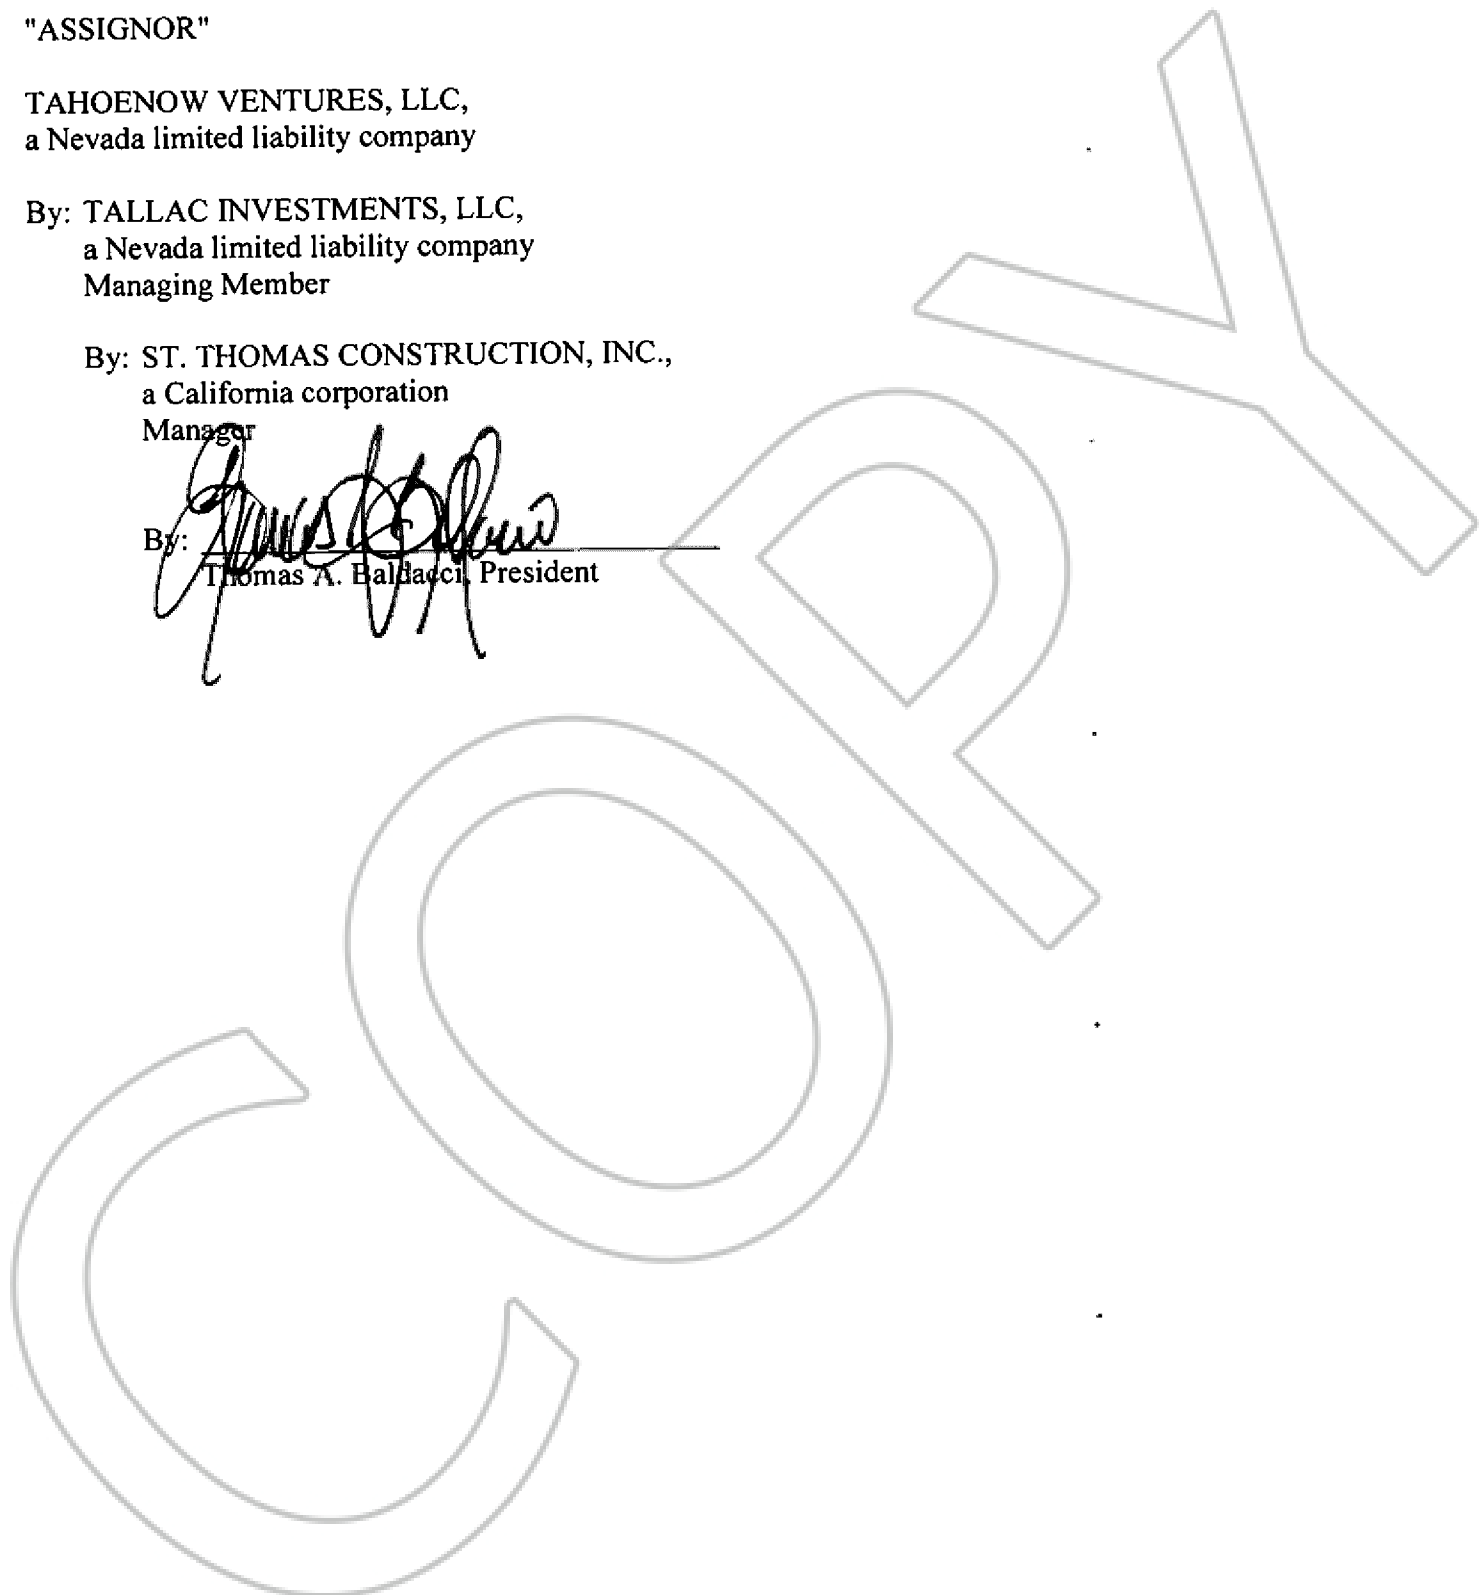 "ASSIGNOR"
TAHOENOW VENTURES, LLC,
a Nevada limited liability company
By: TALLAC INVESTMENTS, LLC,
a Nevada limited liability company
Managing Member
By: ST. THOMAS CONSTRUCTION, INC.,
a California corporation
Manager
By:
Thomas A. Baldacci, President
COPY